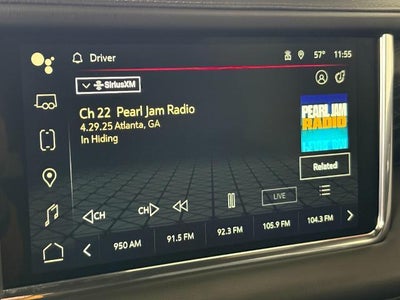 Driver
57°
11:55
SiriusXM
Ch 22 Pearl Jam Radio
4.29.25 Atlanta, GA
In Hiding
PEARL JAM
RADIO
Related
CH
CH
LIVE
950 AM
91.5 FM
92.3 FM
105.9 FM
104.3 FM